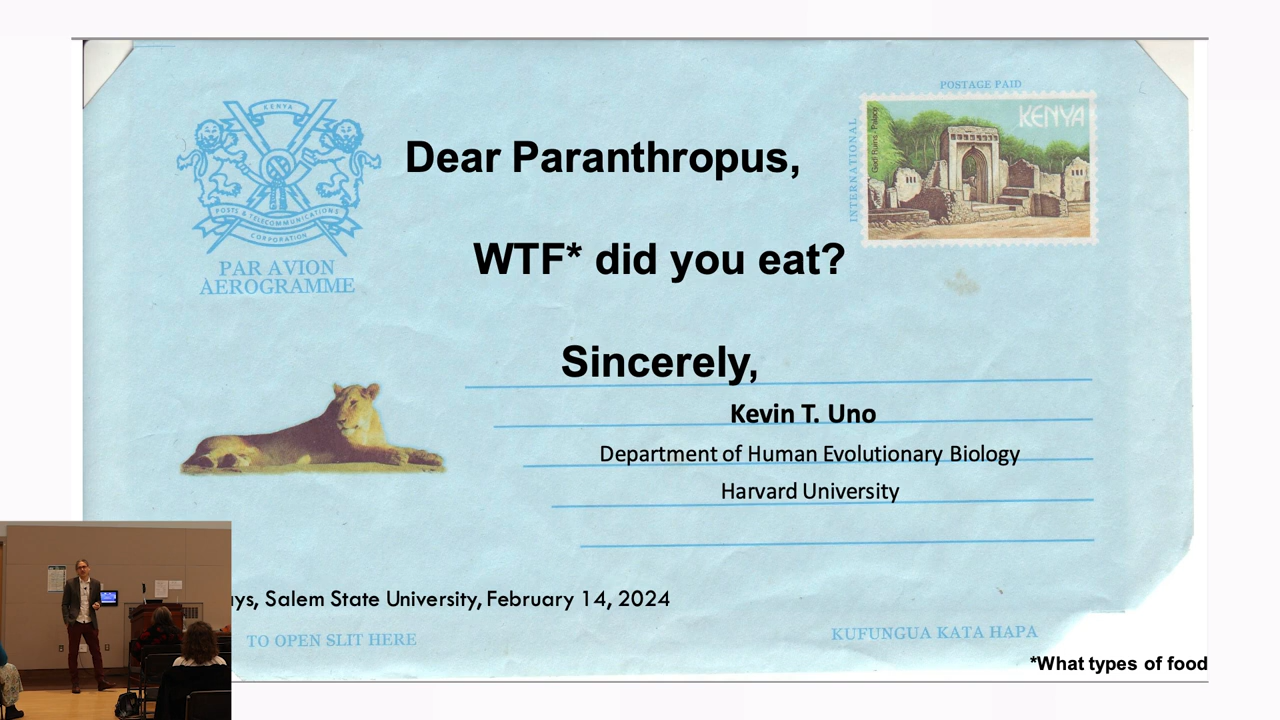 POSTAGE PAID
KENYA
KENYA
INTERNATIONAL
Dear Paranthropus,
POSTS & TELECOMMUNICATIONS
CORPORATION
PAR AVION
AEROGRAMME
WTF* did you eat?
Sincerely,
Kevin T. Uno
Department of Human Evolutionary Biology
Harvard University
ys, Salem State University, February 14, 2024
TO OPEN SLIT HERE
KUFUNGUA KATA HAPA
*What types of food